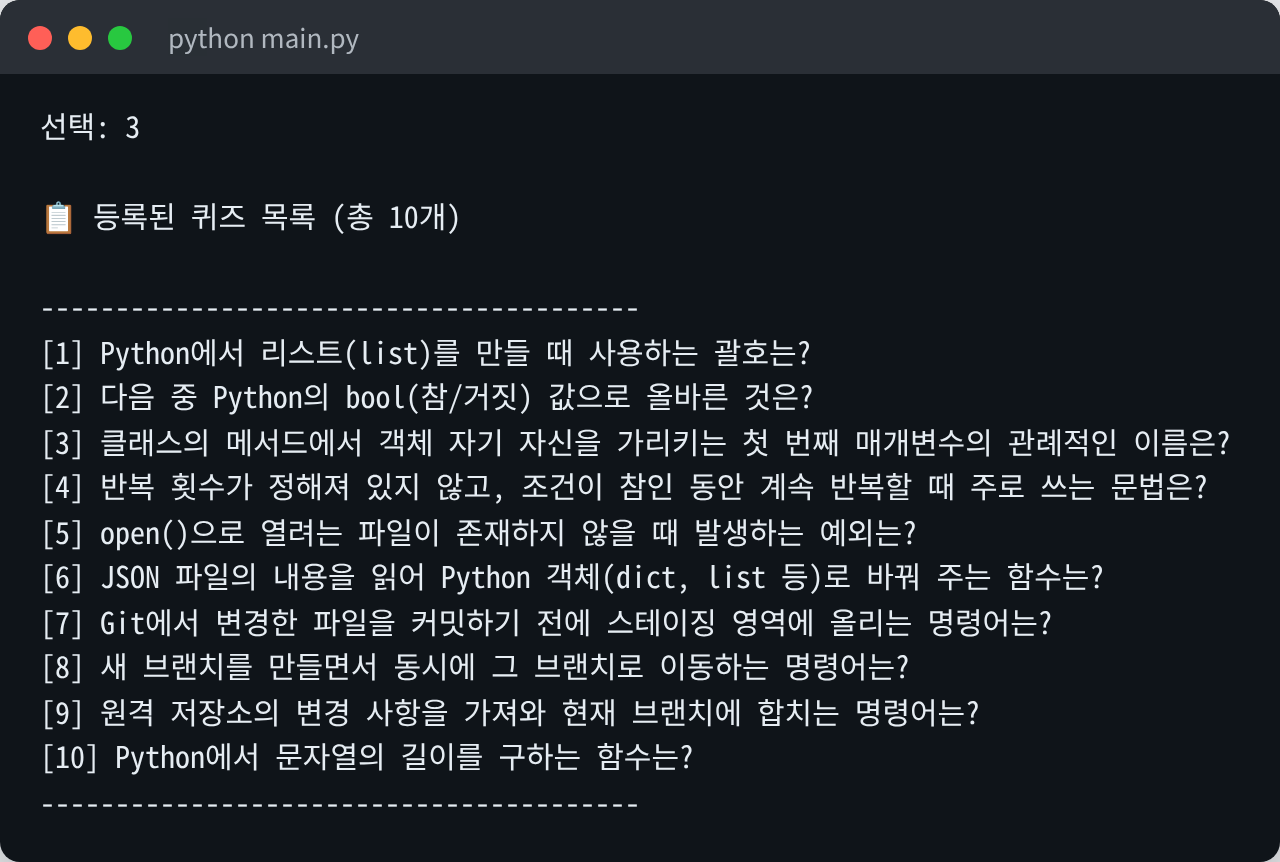 python main.py
선택: 3
📋 등록된 퀴즈 목록 (총 10개)
----------------------------------------
[1] Python에서 리스트(list)를 만들 때 사용하는 괄호는?
[2] 다음 중 Python의 bool(참/거짓) 값으로 올바른 것은?
[3] 클래스의 메서드에서 객체 자기 자신을 가리키는 첫 번째 매개변수의 관례적인 이름은?
[4] 반복 횟수가 정해져 있지 않고, 조건이 참인 동안 계속 반복할 때 주로 쓰는 문법은?
[5] open()으로 열려는 파일이 존재하지 않을 때 발생하는 예외는?
[6] JSON 파일의 내용을 읽어 Python 객체(dict, list 등)로 바꿔 주는 함수는?
[7] Git에서 변경한 파일을 커밋하기 전에 스테이징 영역에 올리는 명령어는?
[8] 새 브랜치를 만들면서 동시에 그 브랜치로 이동하는 명령어는?
[9] 원격 저장소의 변경 사항을 가져와 현재 브랜치에 합치는 명령어는?
[10] Python에서 문자열의 길이를 구하는 함수는?
----------------------------------------